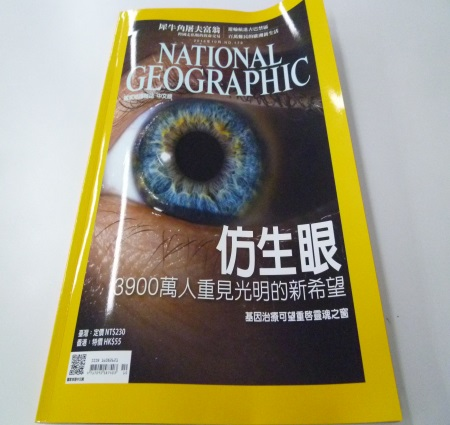 犀牛角屠夫富翁
NATIONAL
GEOGRAPHIC
仿生眼
3900萬人重見光明的新希望
基因治療可望重啓靈魂之窗
臺灣：定價 NT$230
香港：特價 HK$55